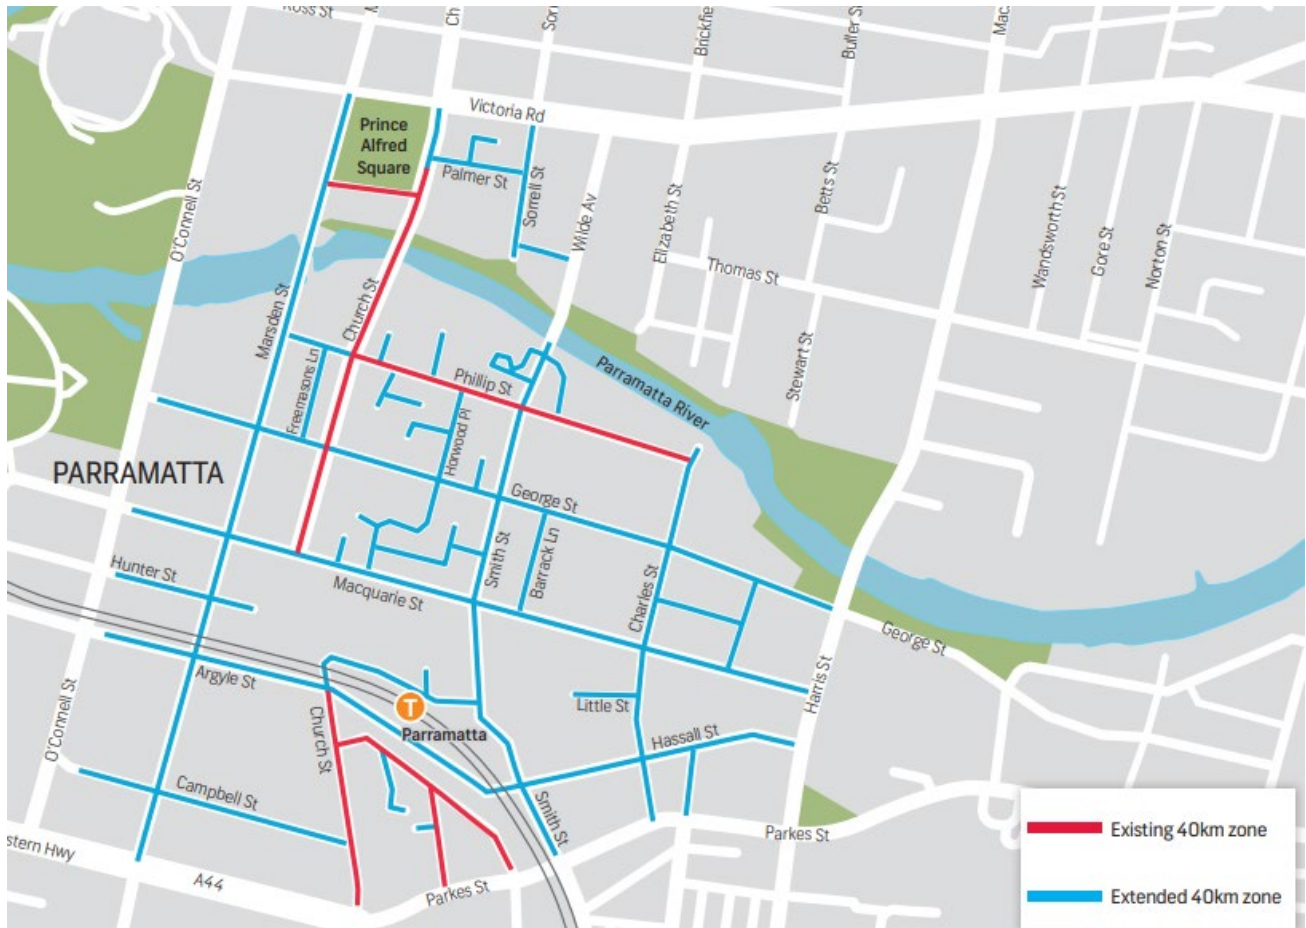 Ross St
Victoria Rd
Prince
Alfred
Square
Palmer St
Sorrell St
Wilde Av
Elizabeth St
Betts St
Thomas St
Wandsworth St
Gore St
Norton St
O'Connell St
Marsden St
Church St
Freemasons Ln
Phillip St
Horwood Pl
Parramatta River
Stewart St
PARRAMATTA
George St
Smith St
Barrack Ln
Charles St
Hunter St
Macquarie St
George St
Harris St
Argyle St
T
Parramatta
Little St
Hassall St
O'Connell St
Church St
Campbell St
Smith St
Parkes St
Hwy
A44
Parkes St
Existing 40km zone
Extended 40km zone